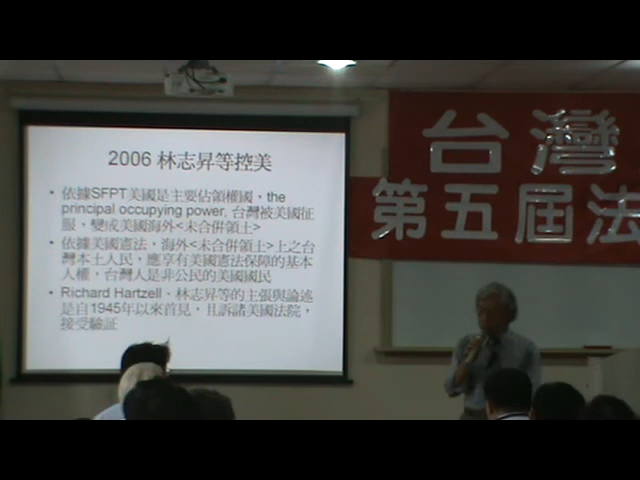 2006 林志昇等控美
• 依據SFPT美國是主要佔領權國，the
principal occupying power, 台灣被美國征
服，變成美國海外<未合併領土>
• 依據美國憲法，海外<未合併領土>上之台
灣本土人民，應享有美國憲法保障的基本
人權，台灣人是非公民的美國國民
• Richard Hartzell、林志昇等的主張與論述
是自1945年以來首見，且訴諸美國法院，
接受驗証
台灣
第五屆法